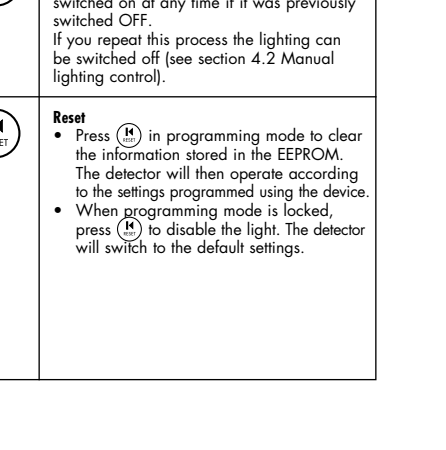 switched on at any time if it was previously
switched OFF.
If you repeat this process the lighting can
be switched off (see section 4.2 Manual
lighting control).
Reset
• Press RESET in programming mode to clear
the information stored in the EEPROM.
The detector will then operate according
to the settings programmed using the device.
• When programming mode is locked,
press RESET to disable the light. The detector
will switch to the default settings.